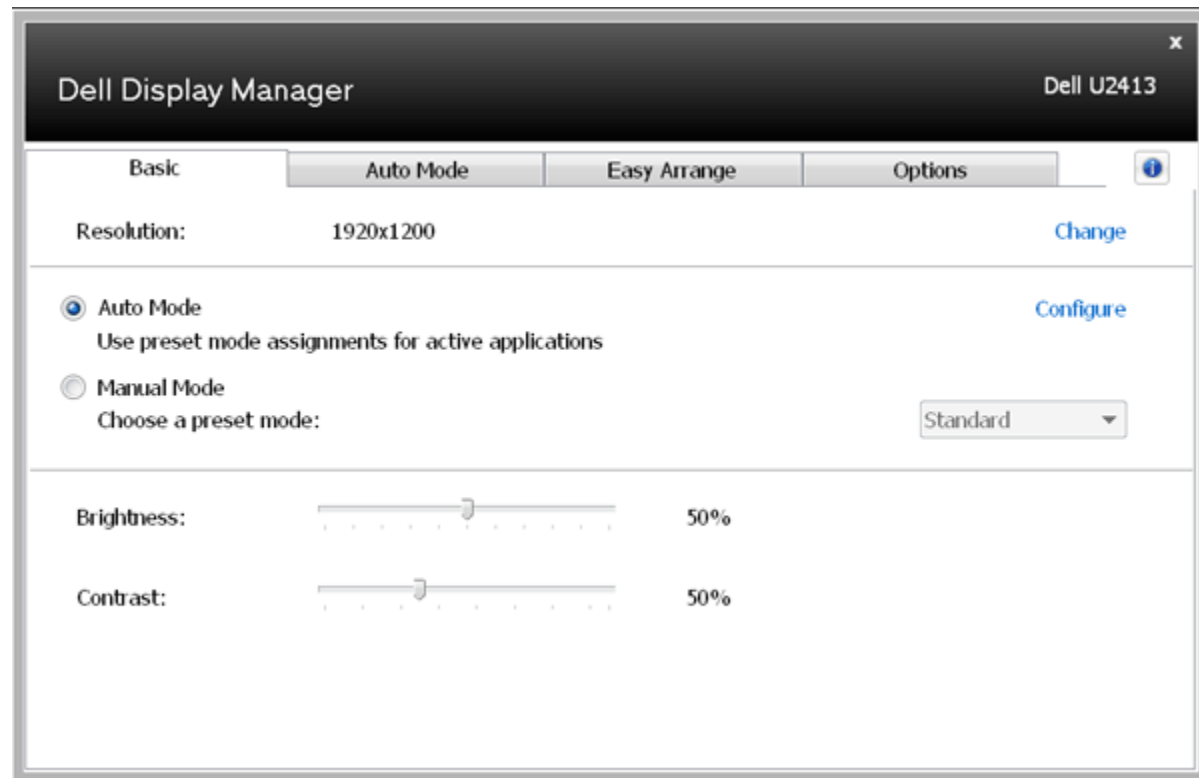 x
Dell Display Manager
Dell U2413
Basic
Auto Mode
Easy Arrange
Options
Resolution:
1920x1200
Change
Auto Mode
Configure
Use preset mode assignments for active applications
Manual Mode
Choose a preset mode:
Standard
Brightness:
50%
Contrast:
50%